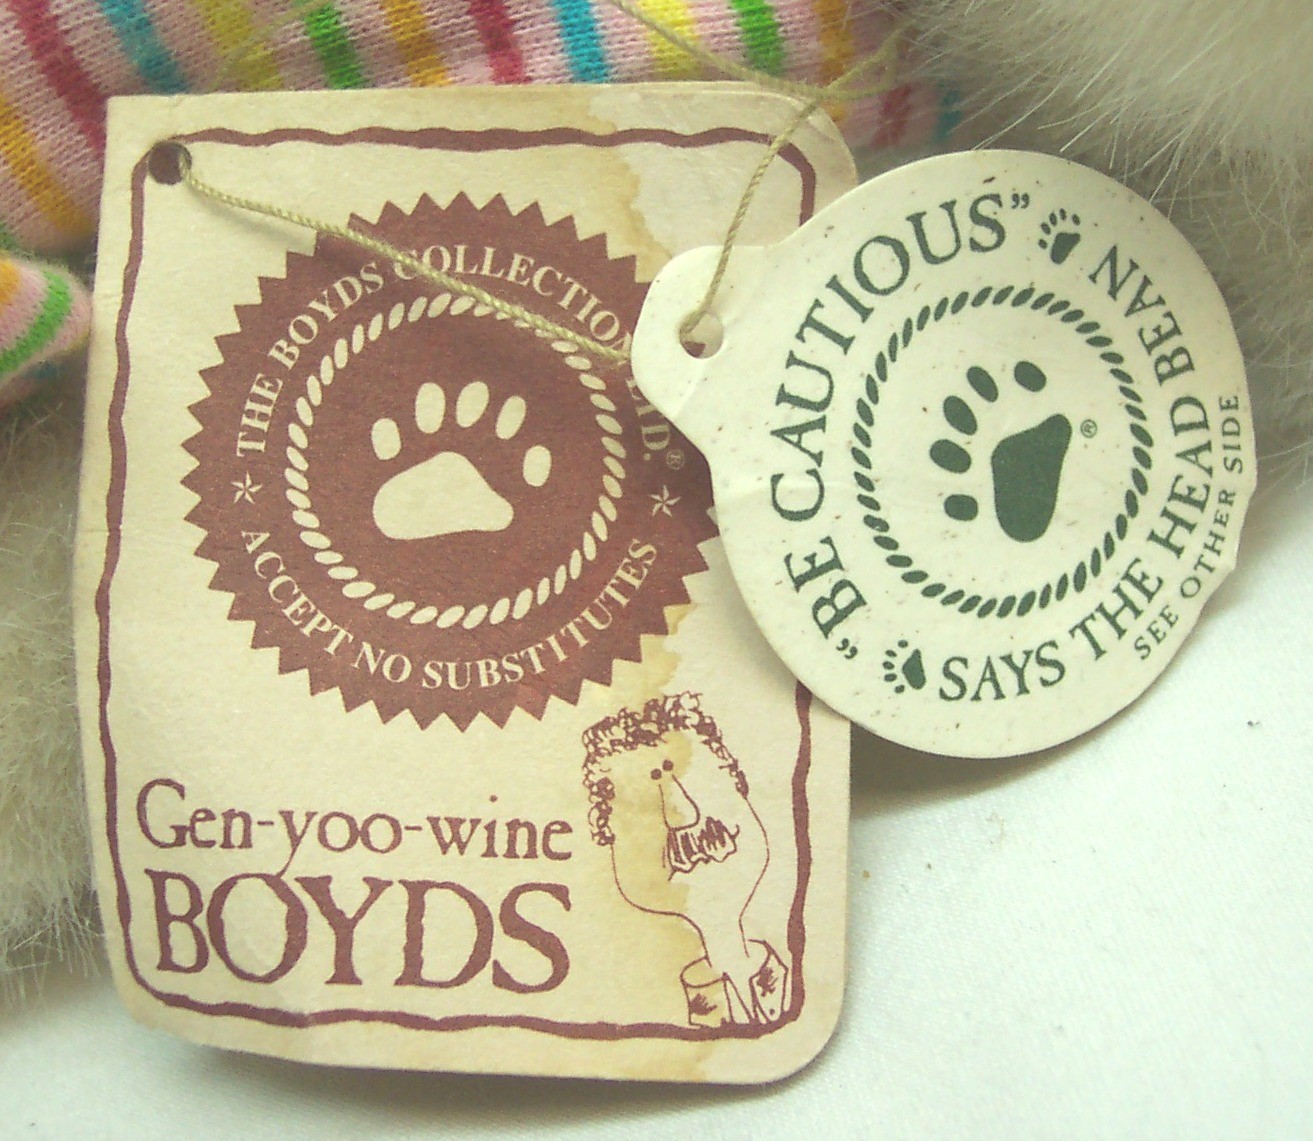 THE BOYDS COLLECTION LTD.®
ACCEPT NO SUBSTITUTES
Gen-yoo-wine
BOYDS
"BE CAUTIOUS"
SAYS THE HEAD BEAN
SEE OTHER SIDE
®